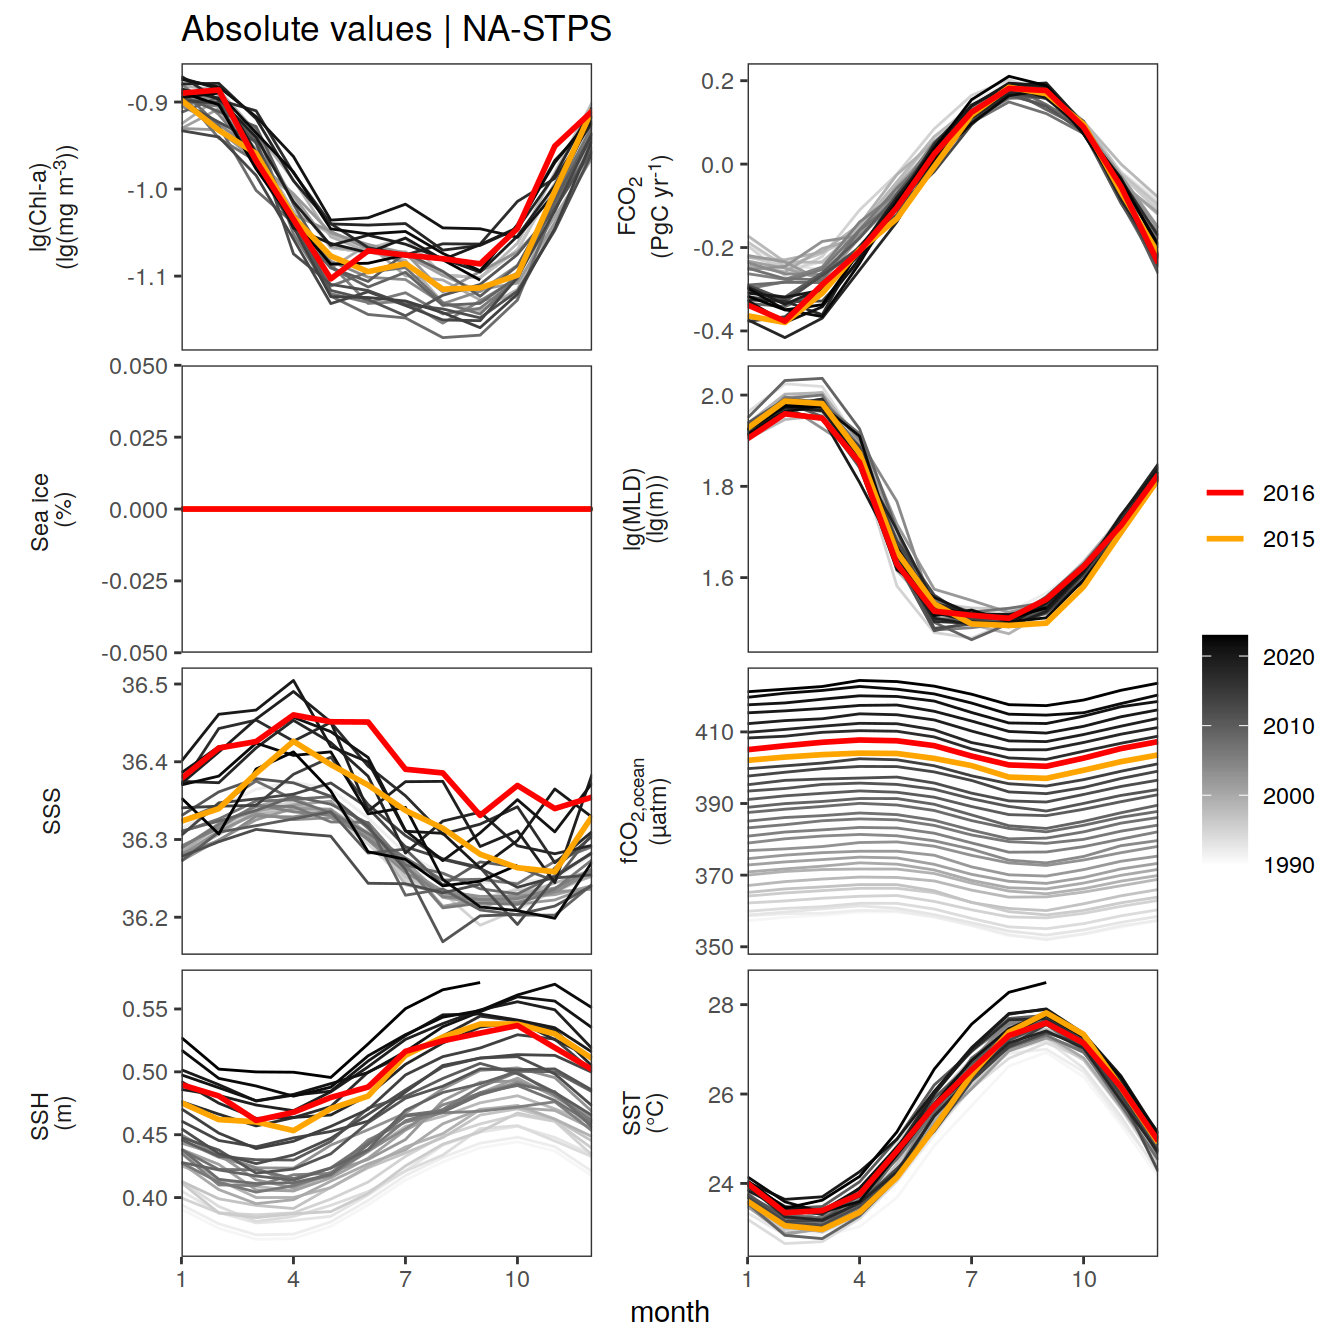 Absolute values | NA-STPS
lg(Chl-a)
(lg(mg m⁻³))
-0.9
-1.0
-1.1
FCO₂
(PgC yr⁻¹)
0.2
0.0
-0.2
-0.4
Sea ice
(%)
0.050
0.025
0.000
-0.025
-0.050
lg(MLD)
(lg(m))
2.0
1.8
1.6
SSS
36.5
36.4
36.3
36.2
fCO₂,ocean
(µatm)
410
390
370
350
SSH
(m)
0.55
0.50
0.45
0.40
SST
(°C)
28
26
24
1 4 7 10
1 4 7 10
month
2016
2015
2020
2010
2000
1990